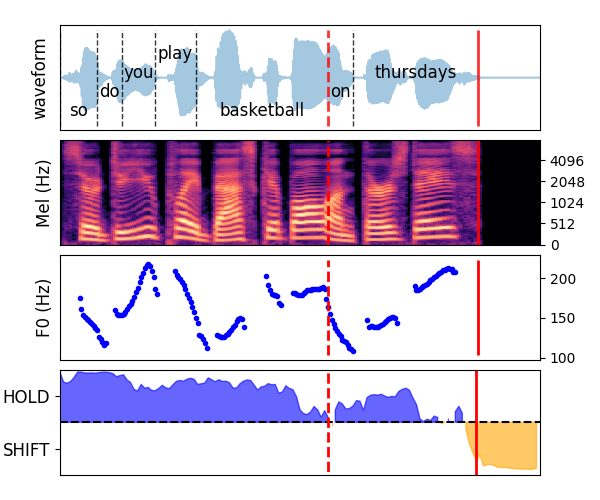 waveform
so
do
you
play
basketball
on
thursdays
Mel (Hz)
4096
2048
1024
512
0
F0 (Hz)
200
150
100
HOLD
SHIFT